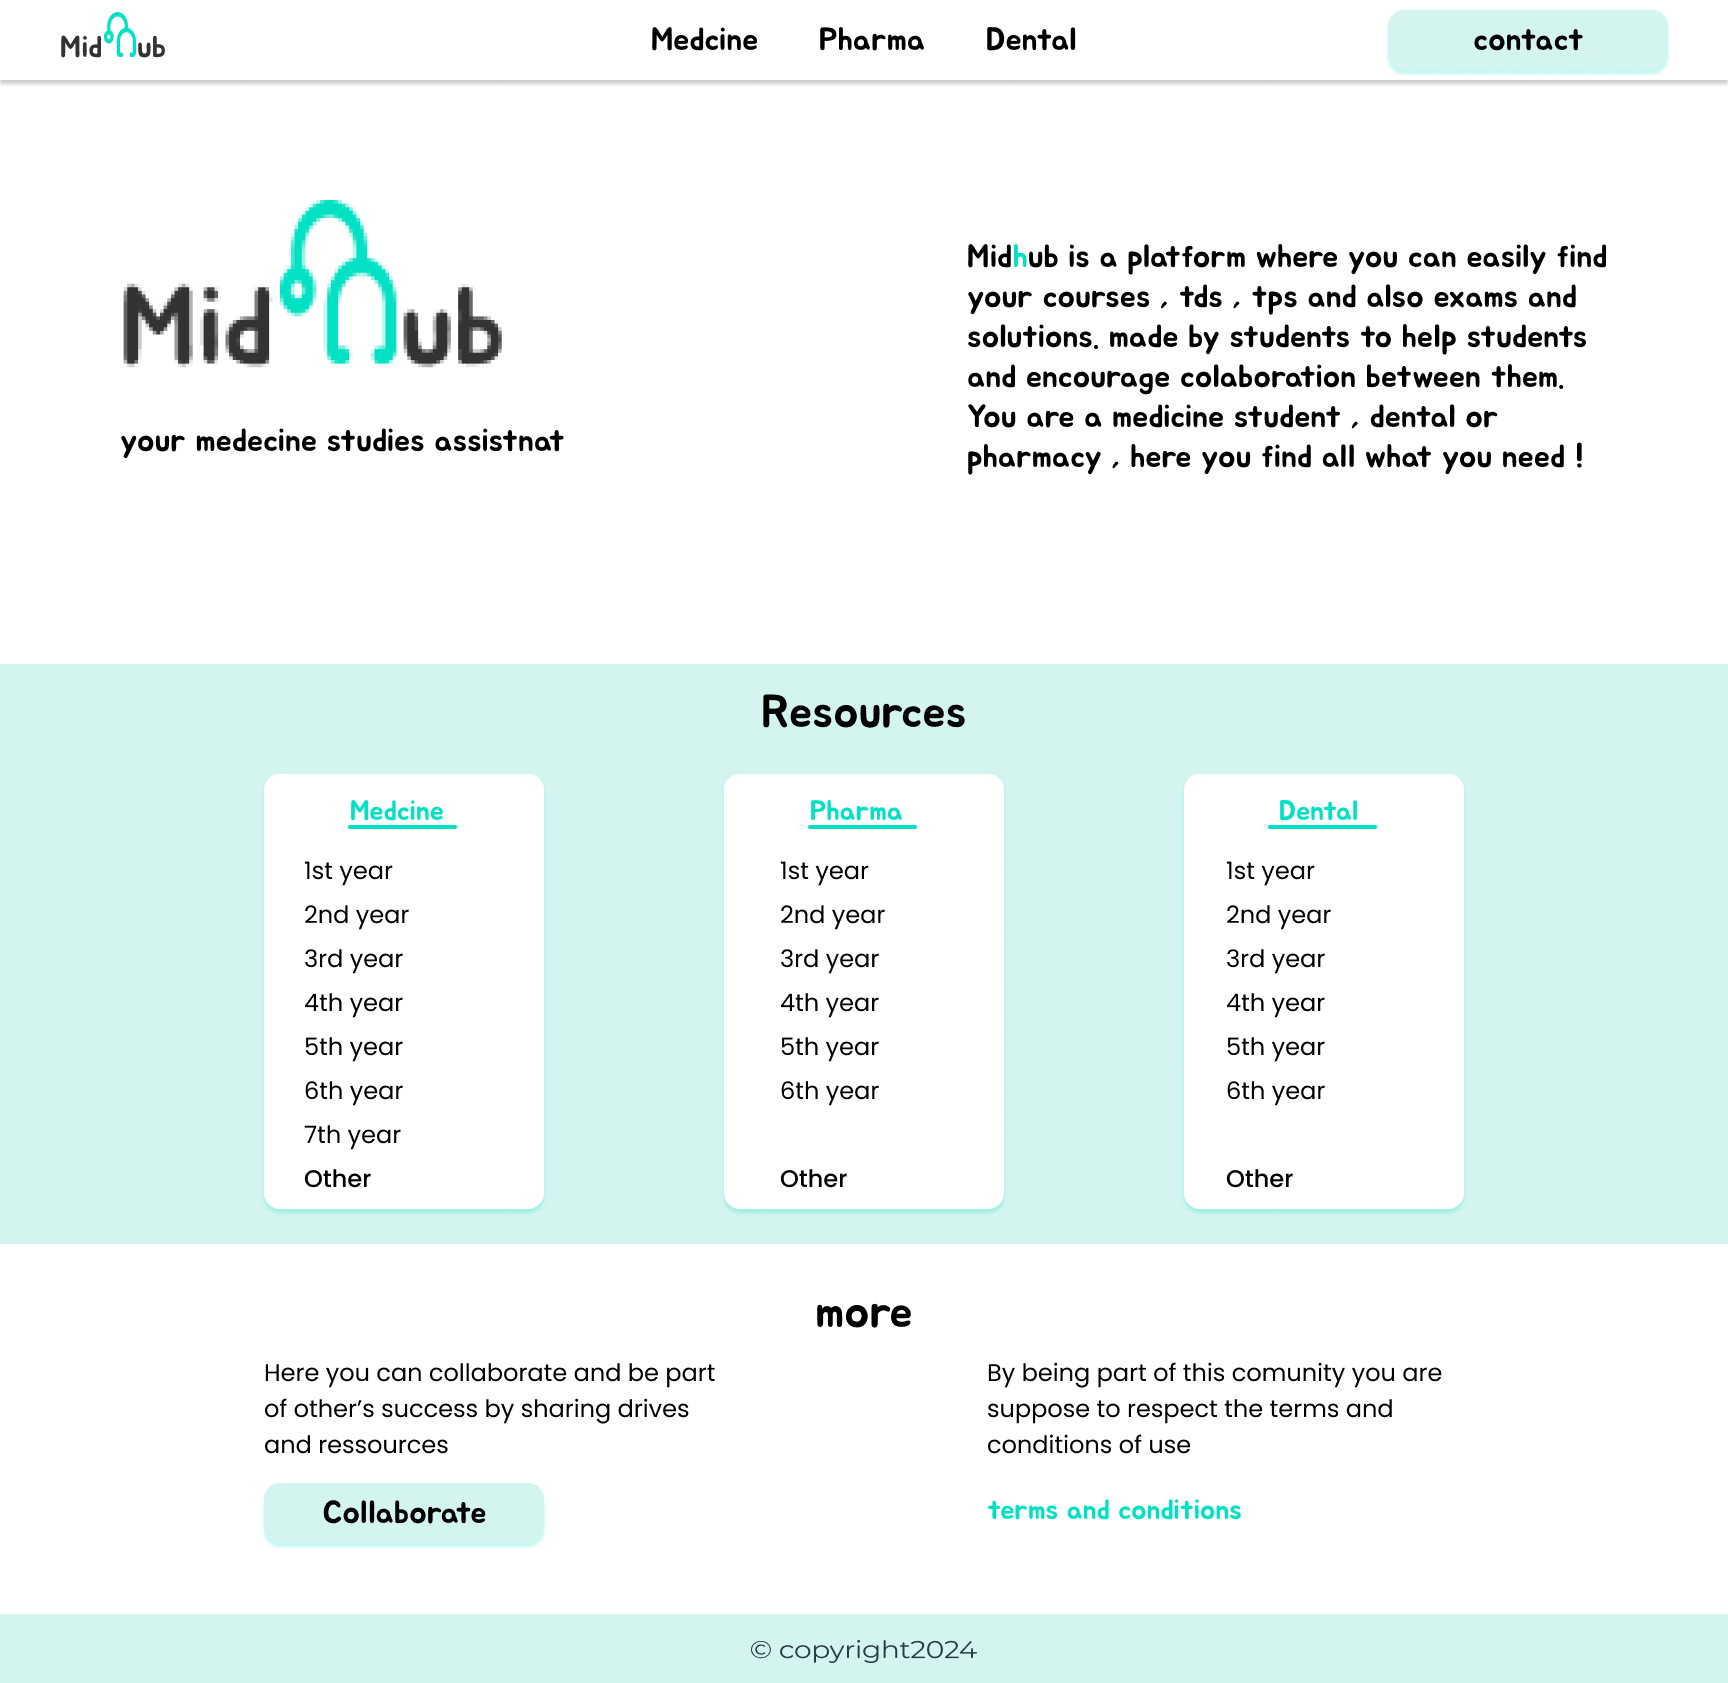 Midhub
Medcine
Pharma
Dental
contact
Midhub
your medecine studies assistnat
Midhub is a platform where you can easily find
your courses , tds , tps and also exams and
solutions. made by students to help students
and encourage colaboration between them.
You are a medicine student , dental or
pharmacy , here you find all what you need !
Resources
Medcine
1st year
2nd year
3rd year
4th year
5th year
6th year
7th year
Other
Pharma
1st year
2nd year
3rd year
4th year
5th year
6th year
Other
Dental
1st year
2nd year
3rd year
4th year
5th year
6th year
Other
more
Here you can collaborate and be part
of other’s success by sharing drives
and ressources
Collaborate
By being part of this comunity you are
suppose to respect the terms and
conditions of use
terms and conditions
© copyright2024